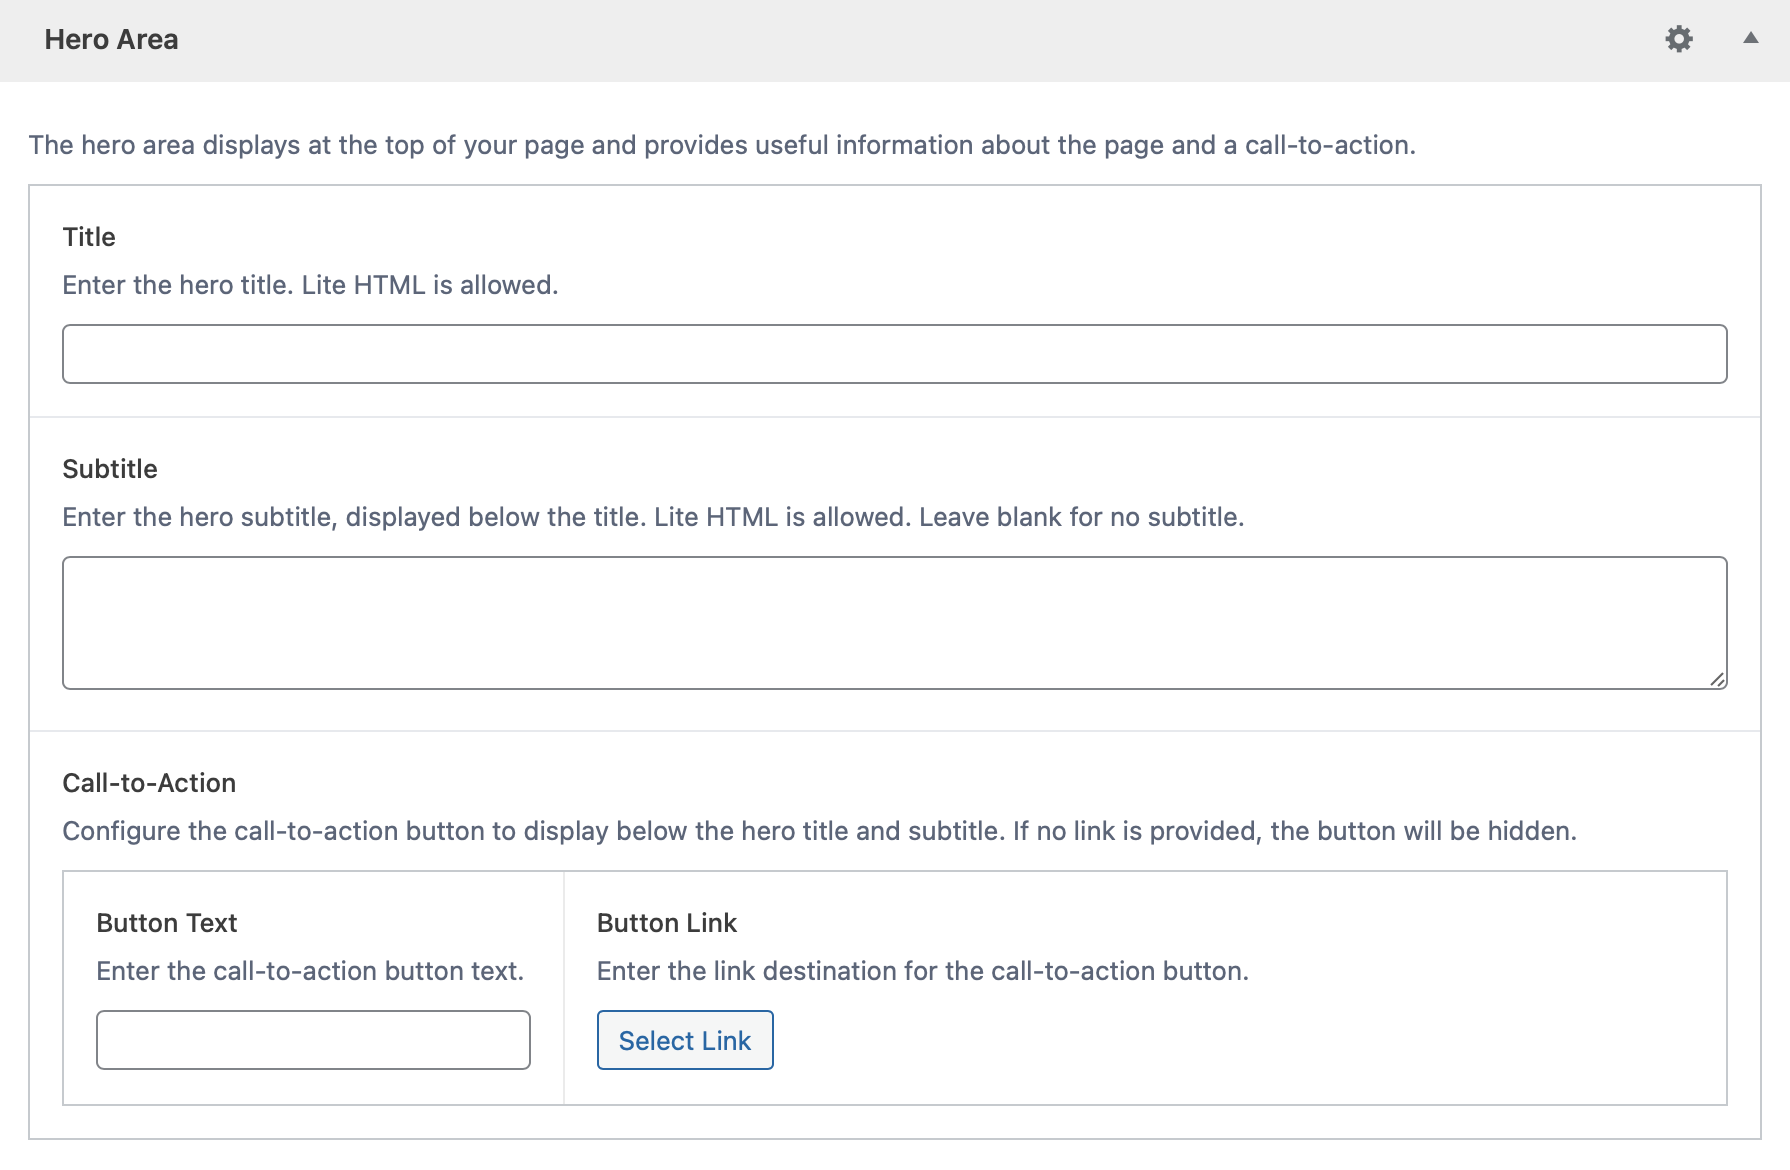 Hero Area
The hero area displays at the top of your page and provides useful information about the page and a call-to-action.
Title
Enter the hero title. Lite HTML is allowed.
Subtitle
Enter the hero subtitle, displayed below the title. Lite HTML is allowed. Leave blank for no subtitle.
Call-to-Action
Configure the call-to-action button to display below the hero title and subtitle. If no link is provided, the button will be hidden.
Button Text
Enter the call-to-action button text.
Button Link
Enter the link destination for the call-to-action button.
Select Link